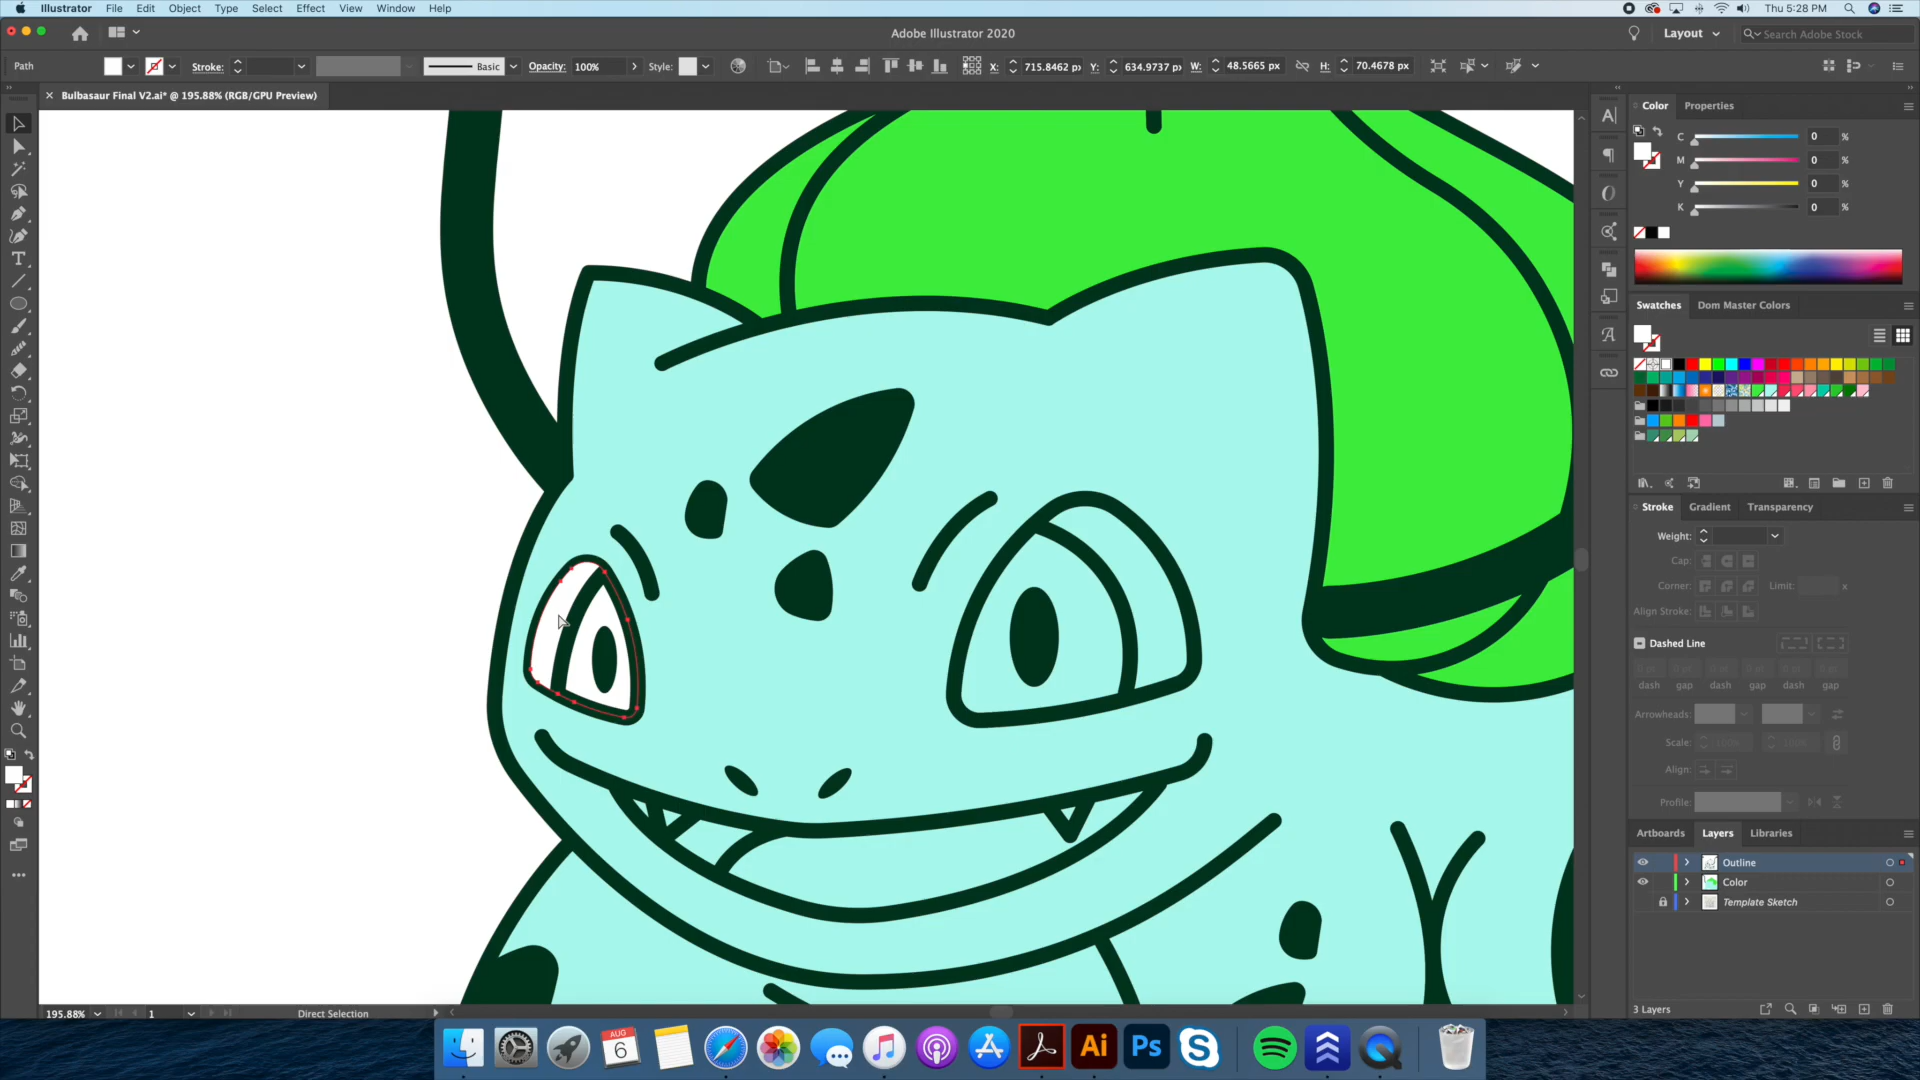 Illustrator File Edit Object Type Select Effect View Window Help Thu 5:28 PM
Adobe Illustrator 2020 Layout Search Adobe Stock
Path Stroke: Basic Opacity: 100% Style: X: 715.8462 px Y: 634.9737 px W: 48.5665 px H: 70.4678 px
× Bulbasaur Final V2.ai* @ 195.88% (RGB/GPU Preview)
Color Properties
C 0 %
M 0 %
Y 0 %
K 0 %
Swatches Dom Master Colors
Stroke Gradient Transparency
Weight:
Cap:
Corner: Limit: x
Align Stroke:
Dashed Line
dash gap dash gap dash gap
Arrowheads:
Scale: 100% 100%
Align:
Profile:
Artboards Layers Libraries
Outline
Color
Template Sketch
195.88% 1 Direct Selection 3 Layers
AUG
6
Ai Ps